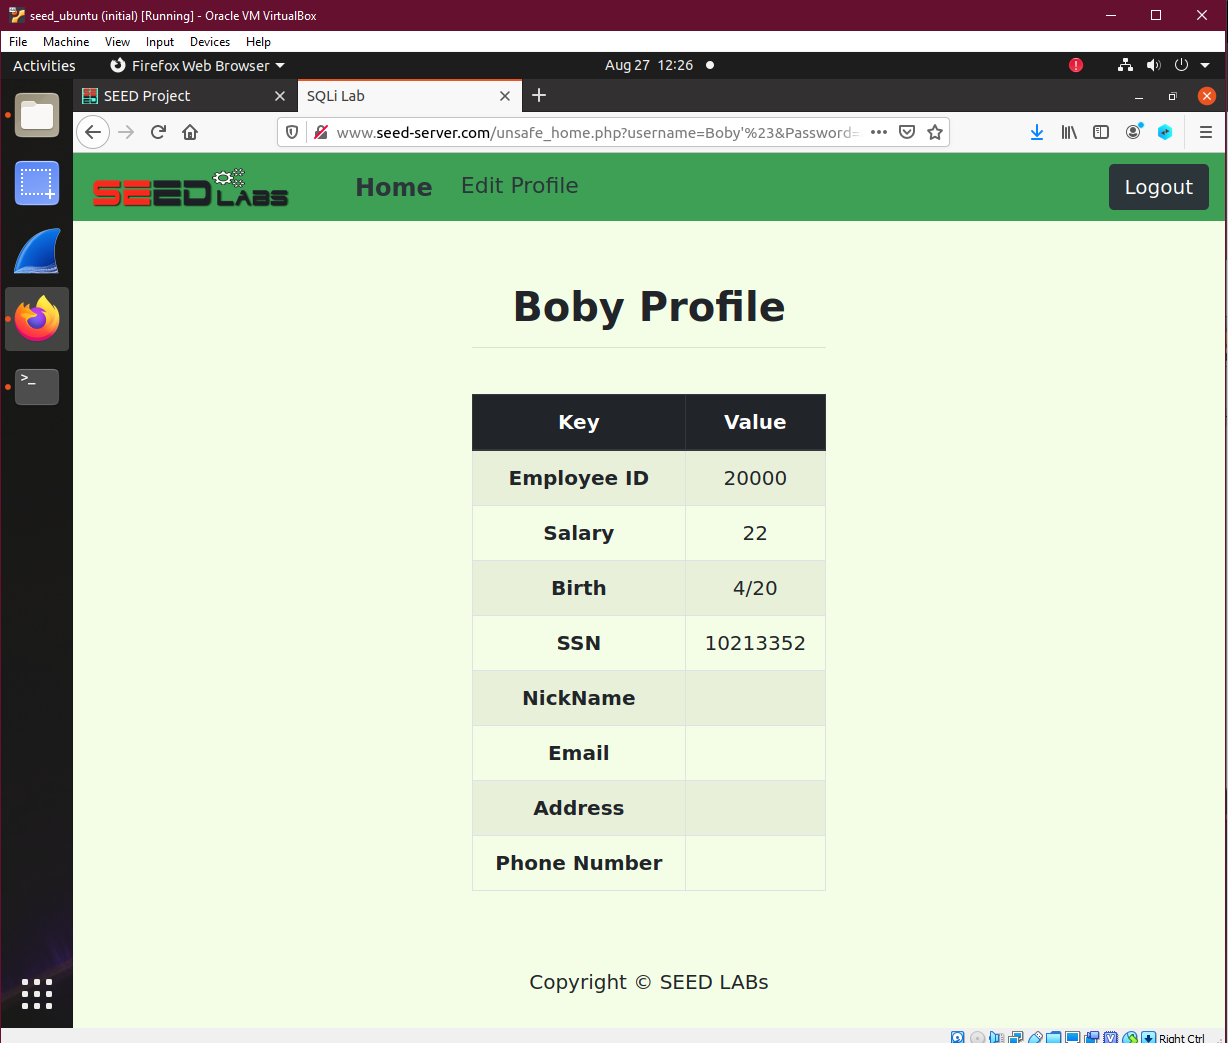 seed_ubuntu (initial) [Running] - Oracle VM VirtualBox
File Machine View Input Devices Help
Activities Firefox Web Browser Aug 27 12:26
SEED Project SQLi Lab
www.seed-server.com/unsafe_home.php?username=Boby'%23&Password=
SEED LABS Home Edit Profile Logout
Boby Profile
Key Value
Employee ID 20000
Salary 22
Birth 4/20
SSN 10213352
NickName
Email
Address
Phone Number
Copyright © SEED LABs
Right Ctrl